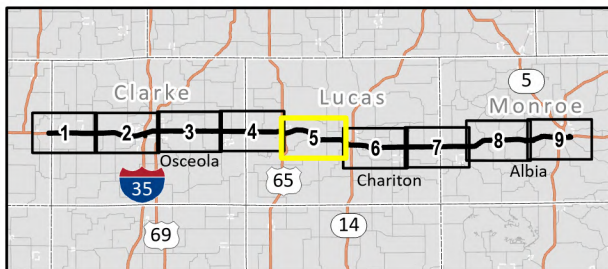 5
Clarke
Lucas
Monroe
1 2 3 4 5 6 7 8 9
Osceola
Chariton
Albia
35
65
14
69